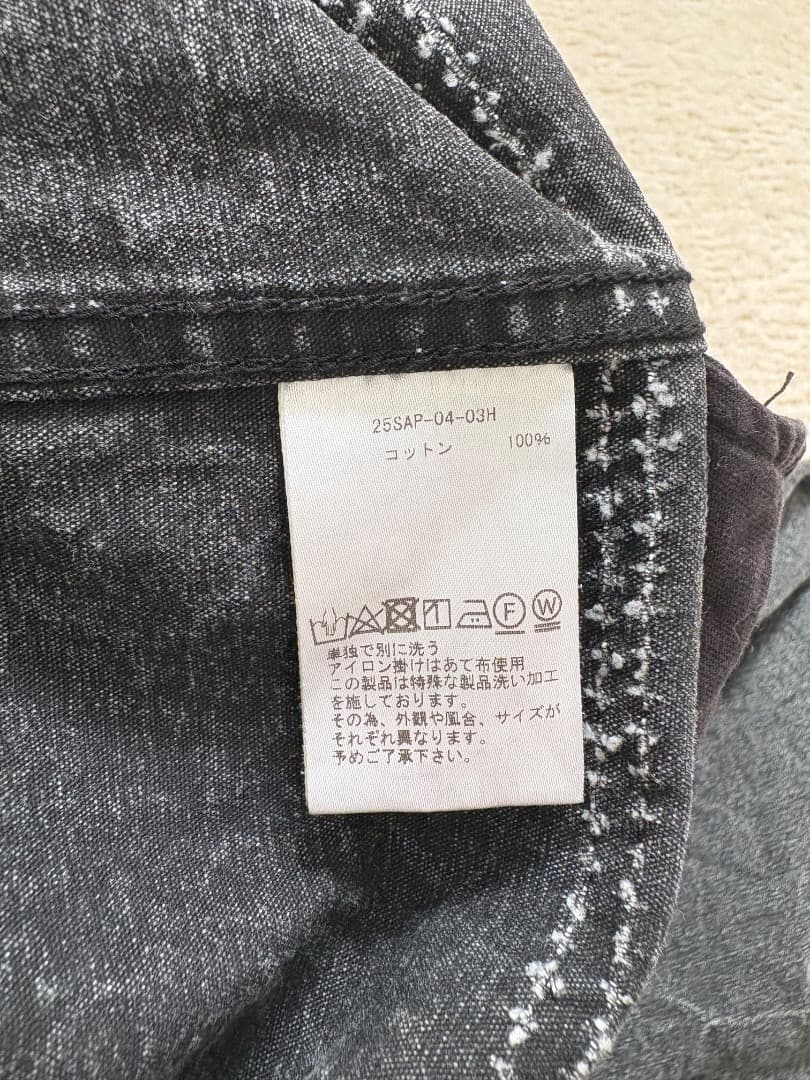 25SAP-04-03H
コットン 100%
F W
単独で別に洗う
アイロン掛けはあて布使用
この製品は特殊な製品洗い加工
を施しております。
その為、外観や風合、サイズが
それぞれ異なります。
予めご了承下さい。